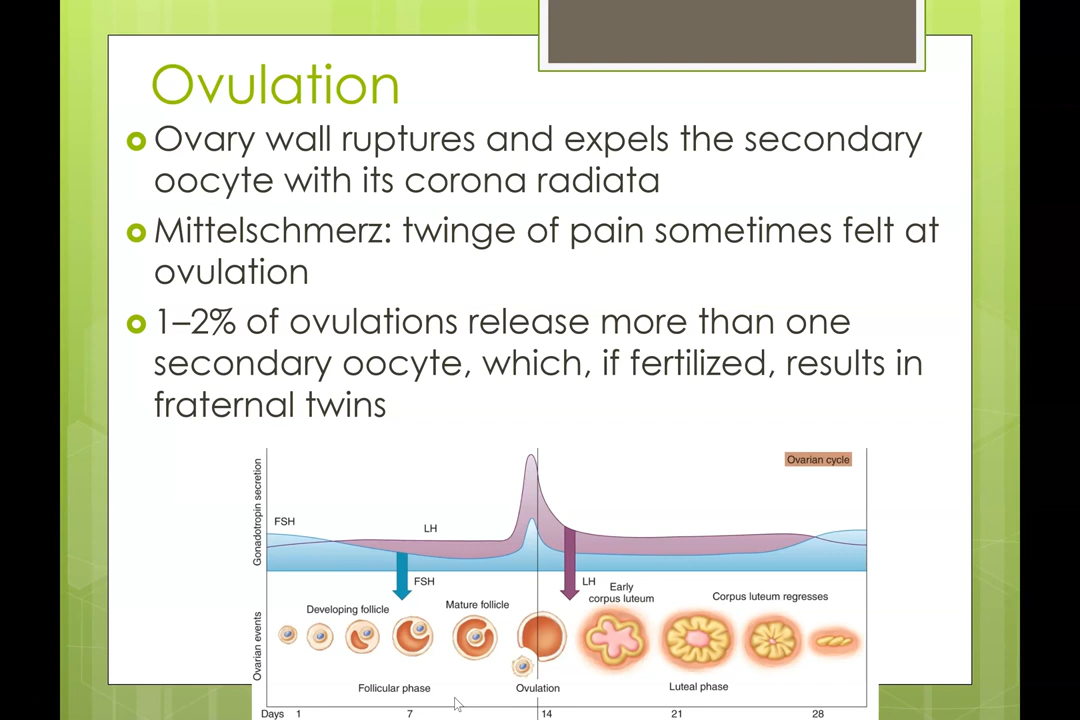 Ovulation
Ovary wall ruptures and expels the secondary
oocyte with its corona radiata
Mittelschmerz: twinge of pain sometimes felt at
ovulation
1–2% of ovulations release more than one
secondary oocyte, which, if fertilized, results in
fraternal twins
Ovarian cycle
Gonadotropin secretion
FSH
LH
FSH
LH
Ovarian events
Developing follicle
Mature follicle
Early
corpus luteum
Corpus luteum regresses
Follicular phase
Ovulation
Luteal phase
Days 1 7 14 21 28